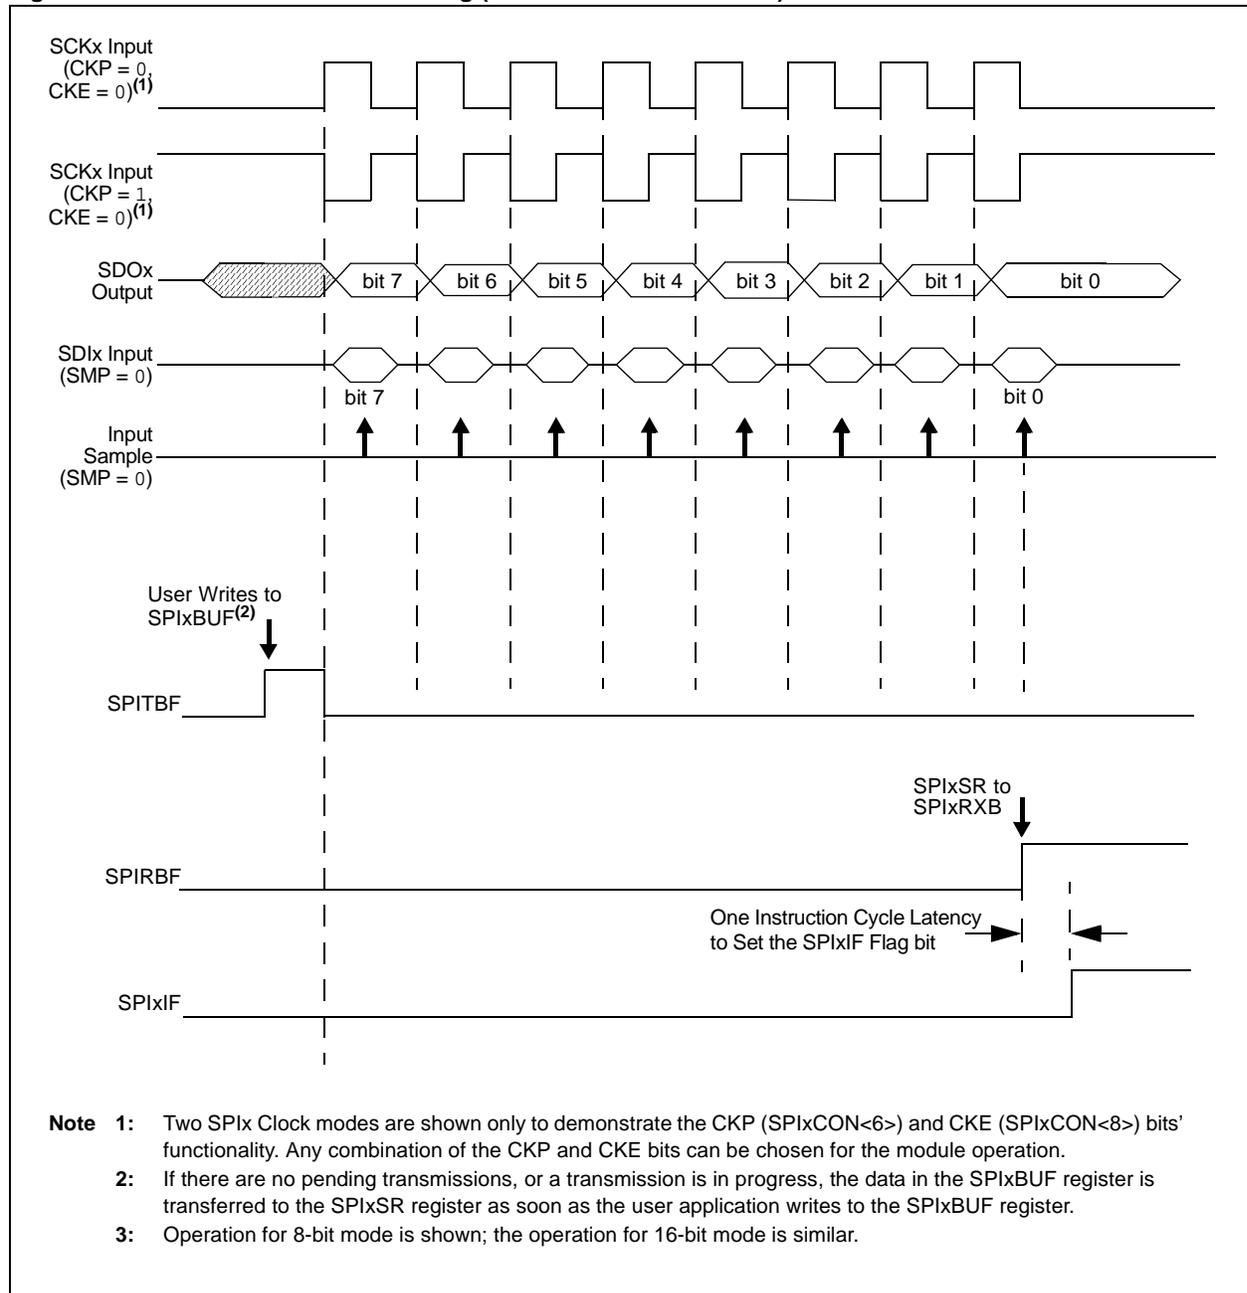 SCKx Input
(CKP = 0,
CKE = 0)(1)
SCKx Input
(CKP = 1,
CKE = 0)(1)
SDOx
Output
bit 7 bit 6 bit 5 bit 4 bit 3 bit 2 bit 1 bit 0
SDIx Input
(SMP = 0)
bit 7 bit 0
Input
Sample
(SMP = 0)
User Writes to
SPIxBUF(2)
SPITBF
SPIxSR to
SPIxRXB
SPIRBF
One Instruction Cycle Latency
to Set the SPIxIF Flag bit
SPIxIF
Note 1: Two SPIx Clock modes are shown only to demonstrate the CKP (SPIxCON<6>) and CKE (SPIxCON<8>) bits'
functionality. Any combination of the CKP and CKE bits can be chosen for the module operation.
2: If there are no pending transmissions, or a transmission is in progress, the data in the SPIxBUF register is
transferred to the SPIxSR register as soon as the user application writes to the SPIxBUF register.
3: Operation for 8-bit mode is shown; the operation for 16-bit mode is similar.